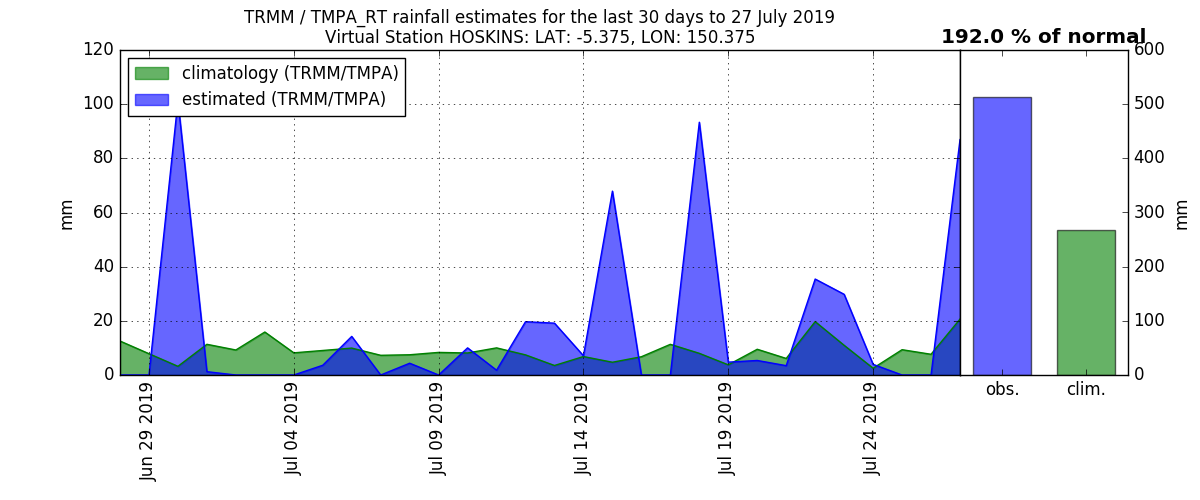 TRMM / TMPA_RT rainfall estimates for the last 30 days to 27 July 2019
Virtual Station HOSKINS: LAT: -5.375, LON: 150.375
192.0 % of normal
climatology (TRMM/TMPA)
estimated (TRMM/TMPA)
120
100
80
60
40
20
0
mm
Jun 29 2019
Jul 04 2019
Jul 09 2019
Jul 14 2019
Jul 19 2019
Jul 24 2019
600
500
400
300
200
100
0
mm
obs.
clim.